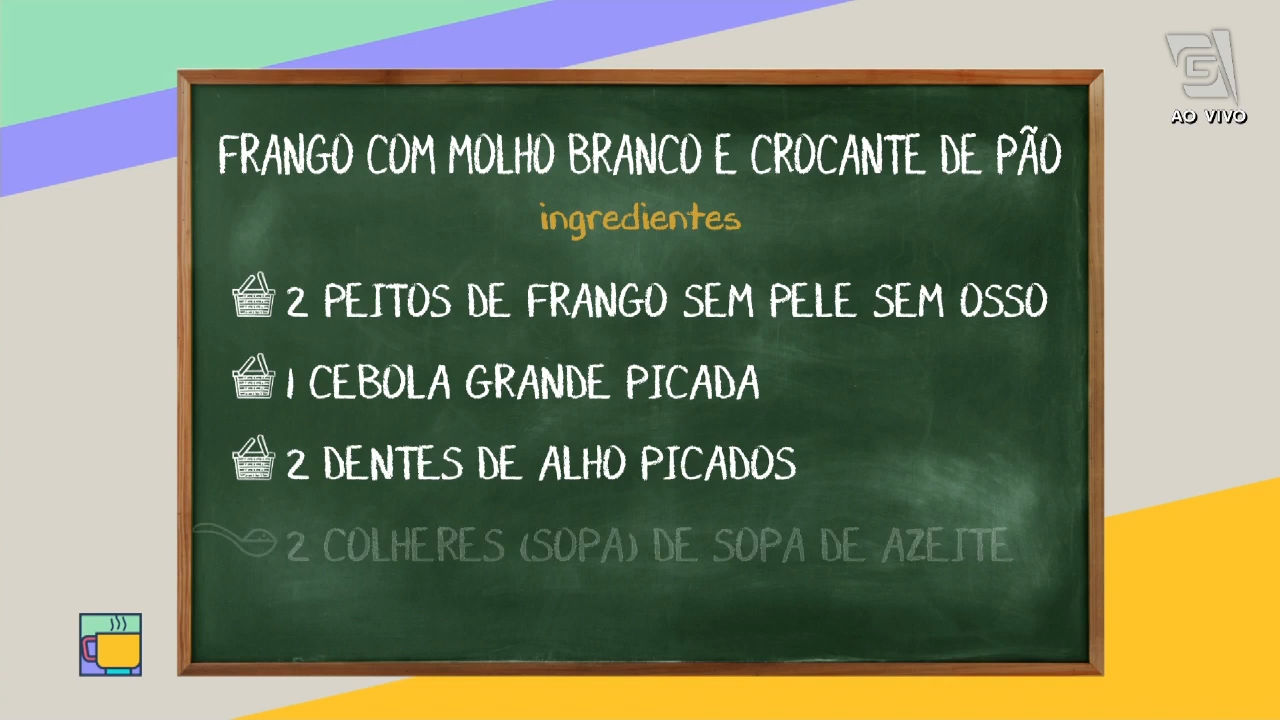 AO VIVO
FRANGO COM MOLHO BRANCO E CROCANTE DE PÃO
ingredientes
2 PEITOS DE FRANGO SEM PELE SEM OSSO
1 CEBOLA GRANDE PICADA
2 DENTES DE ALHO PICADOS
2 COLHERES (SOPA) DE SOPA DE AZEITE